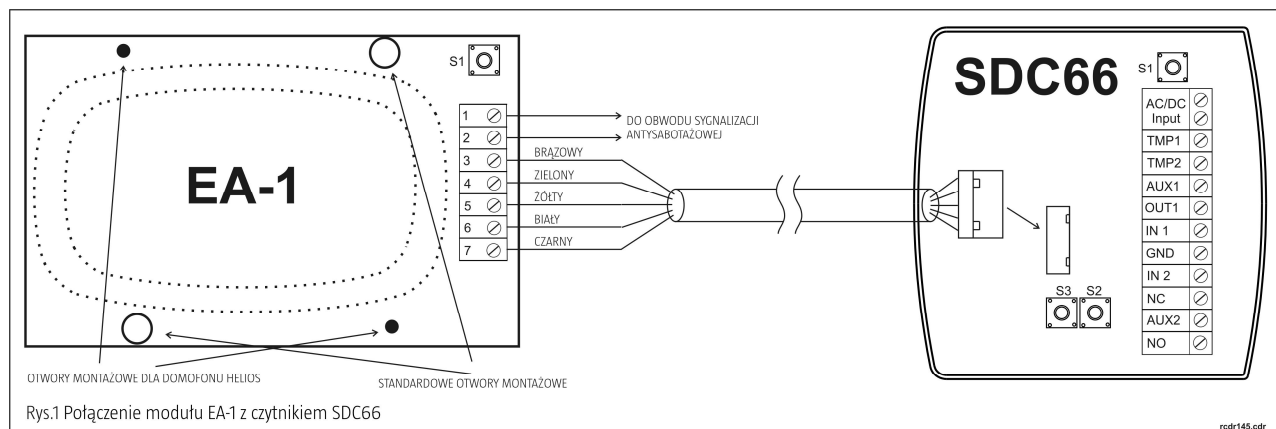 EA-1
S1
1
2
3
4
5
6
7
DO OBWODU SYGNALIZACJI
ANTYSABOTAŻOWEJ
BRĄZOWY
ZIELONY
ŻÓŁTY
BIAŁY
CZARNY
OTWORY MONTAŻOWE DLA DOMOFONU HELIOS
STANDARDOWE OTWORY MONTAŻOWE
SDC66
S1
AC/DC
Input
TMP1
TMP2
AUX1
OUT1
IN 1
GND
IN 2
NC
AUX2
NO
S3 S2
Rys.1 Połączenie modułu EA-1 z czytnikiem SDC66
rcdr145.cdr